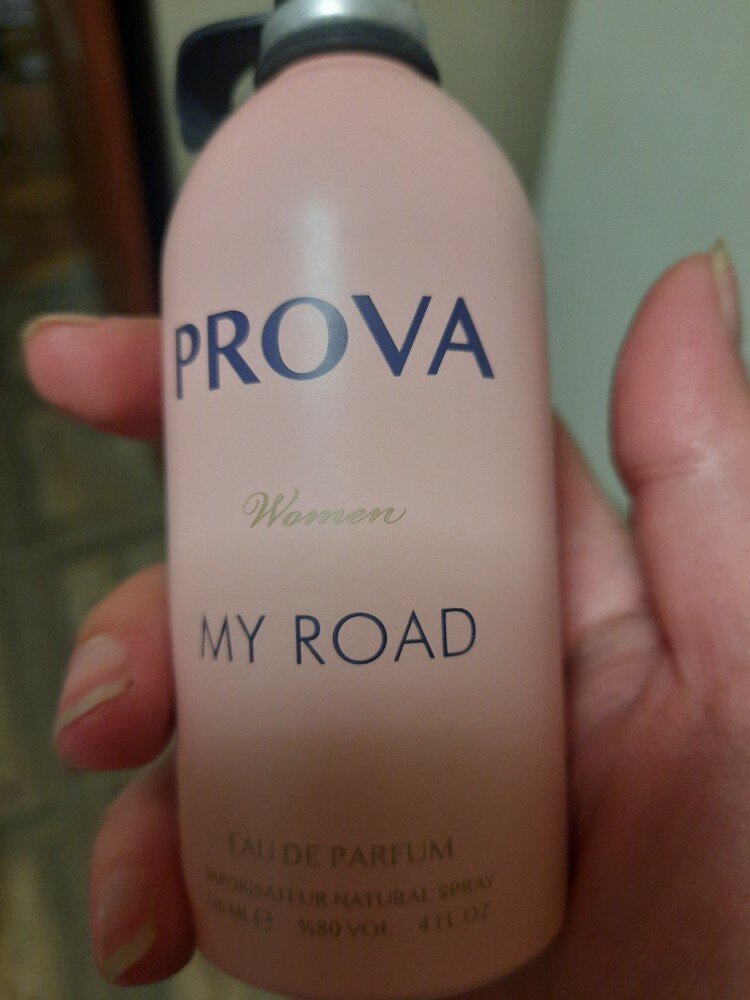 PROVA
Women
MY ROAD
EAU DE PARFUM
VAPORISATEUR NATURAL SPRAY
120 ML ℮ %80 VOL 4 FL OZ